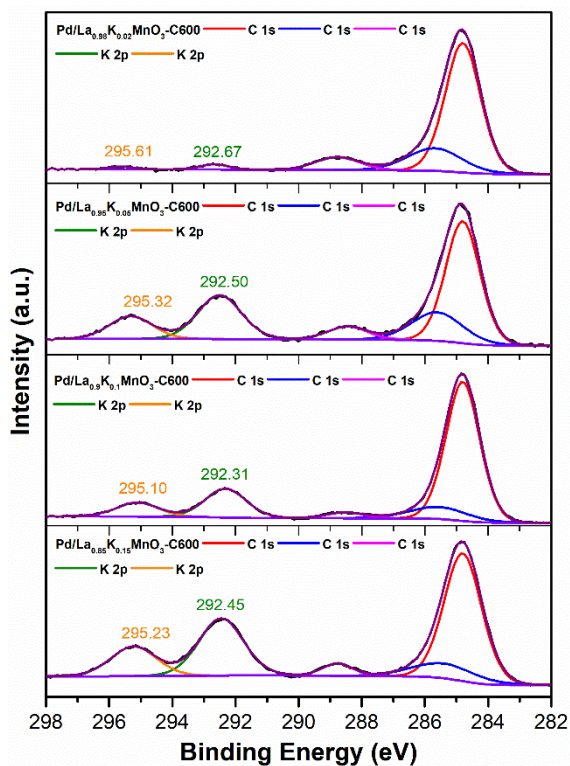 Pd/La0.98K0.02MnO3-C600 C 1s C 1s C 1s
K 2p K 2p
295.61 292.67
Pd/La0.95K0.05MnO3-C600 C 1s C 1s C 1s
K 2p K 2p
295.32 292.50
Pd/La0.9K0.1MnO3-C600 C 1s C 1s C 1s
K 2p K 2p
295.10 292.31
Pd/La0.85K0.15MnO3-C600 C 1s C 1s C 1s
K 2p K 2p
295.23 292.45
Intensity (a.u.)
298 296 294 292 290 288 286 284 282
Binding Energy (eV)